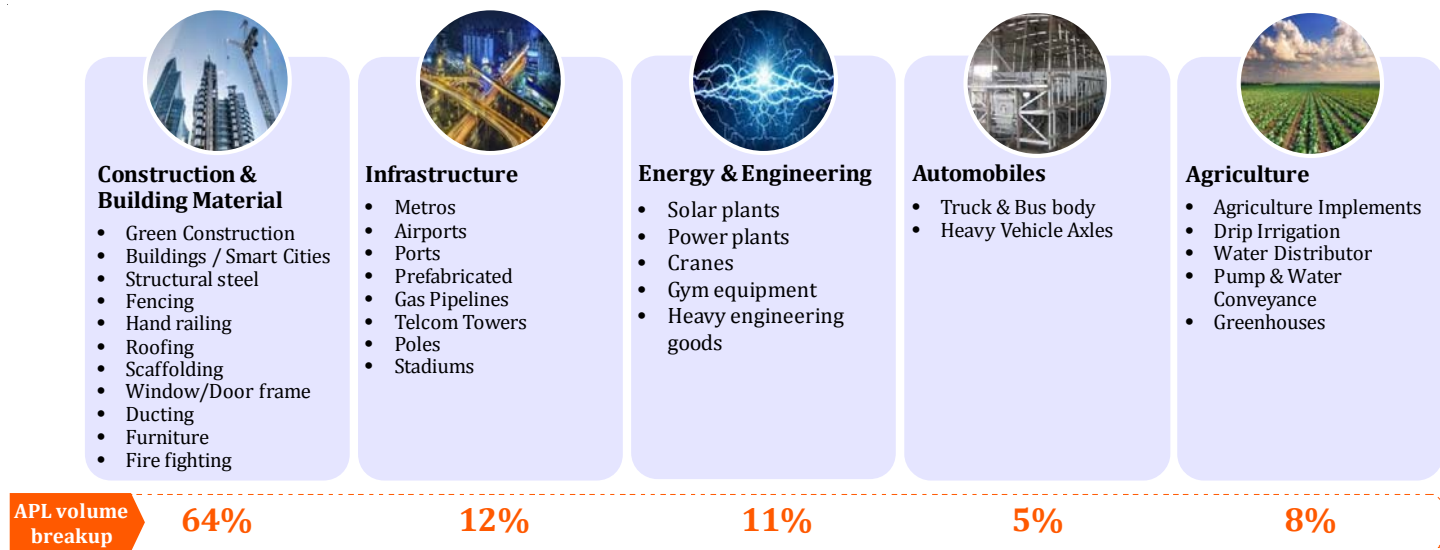 Construction &
Building Material
• Green Construction
• Buildings / Smart Cities
• Structural steel
• Fencing
• Hand railing
• Roofing
• Scaffolding
• Window/Door frame
• Ducting
• Furniture
• Fire fighting
Infrastructure
• Metros
• Airports
• Ports
• Prefabricated
• Gas Pipelines
• Telcom Towers
• Poles
• Stadiums
Energy & Engineering
• Solar plants
• Power plants
• Cranes
• Gym equipment
• Heavy engineering
goods
Automobiles
• Truck & Bus body
• Heavy Vehicle Axles
Agriculture
• Agriculture Implements
• Drip Irrigation
• Water Distributor
• Pump & Water
Conveyance
• Greenhouses
APL volume
breakup
64%
12%
11%
5%
8%